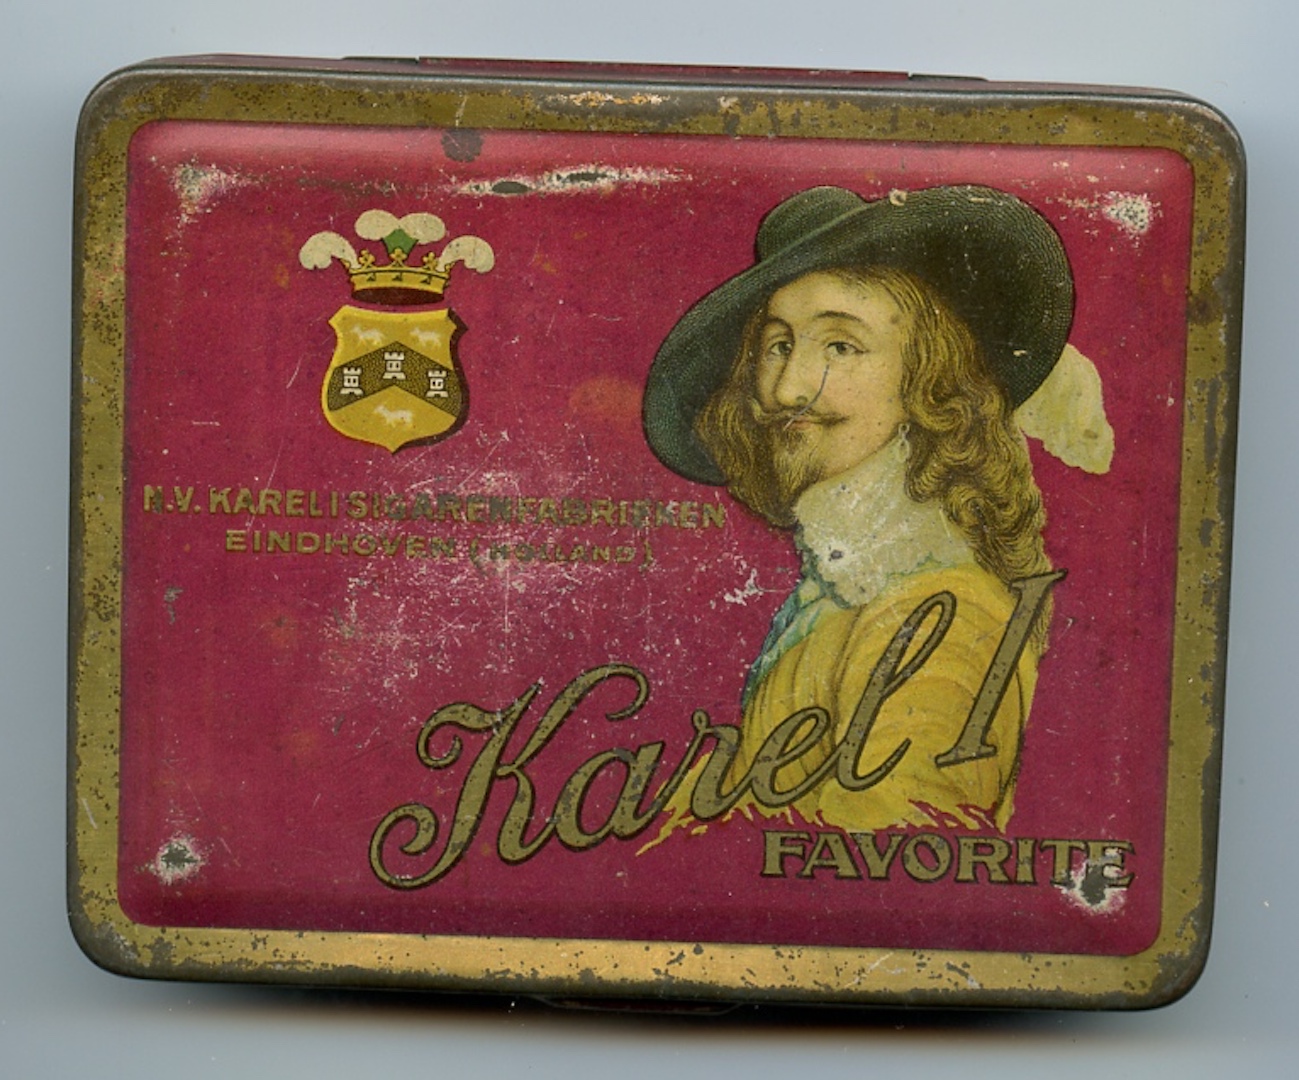 N.V. KAREL I SIGARENFABRIEKEN
EINDHOVEN (HOLLAND)
Karel I
FAVORITE